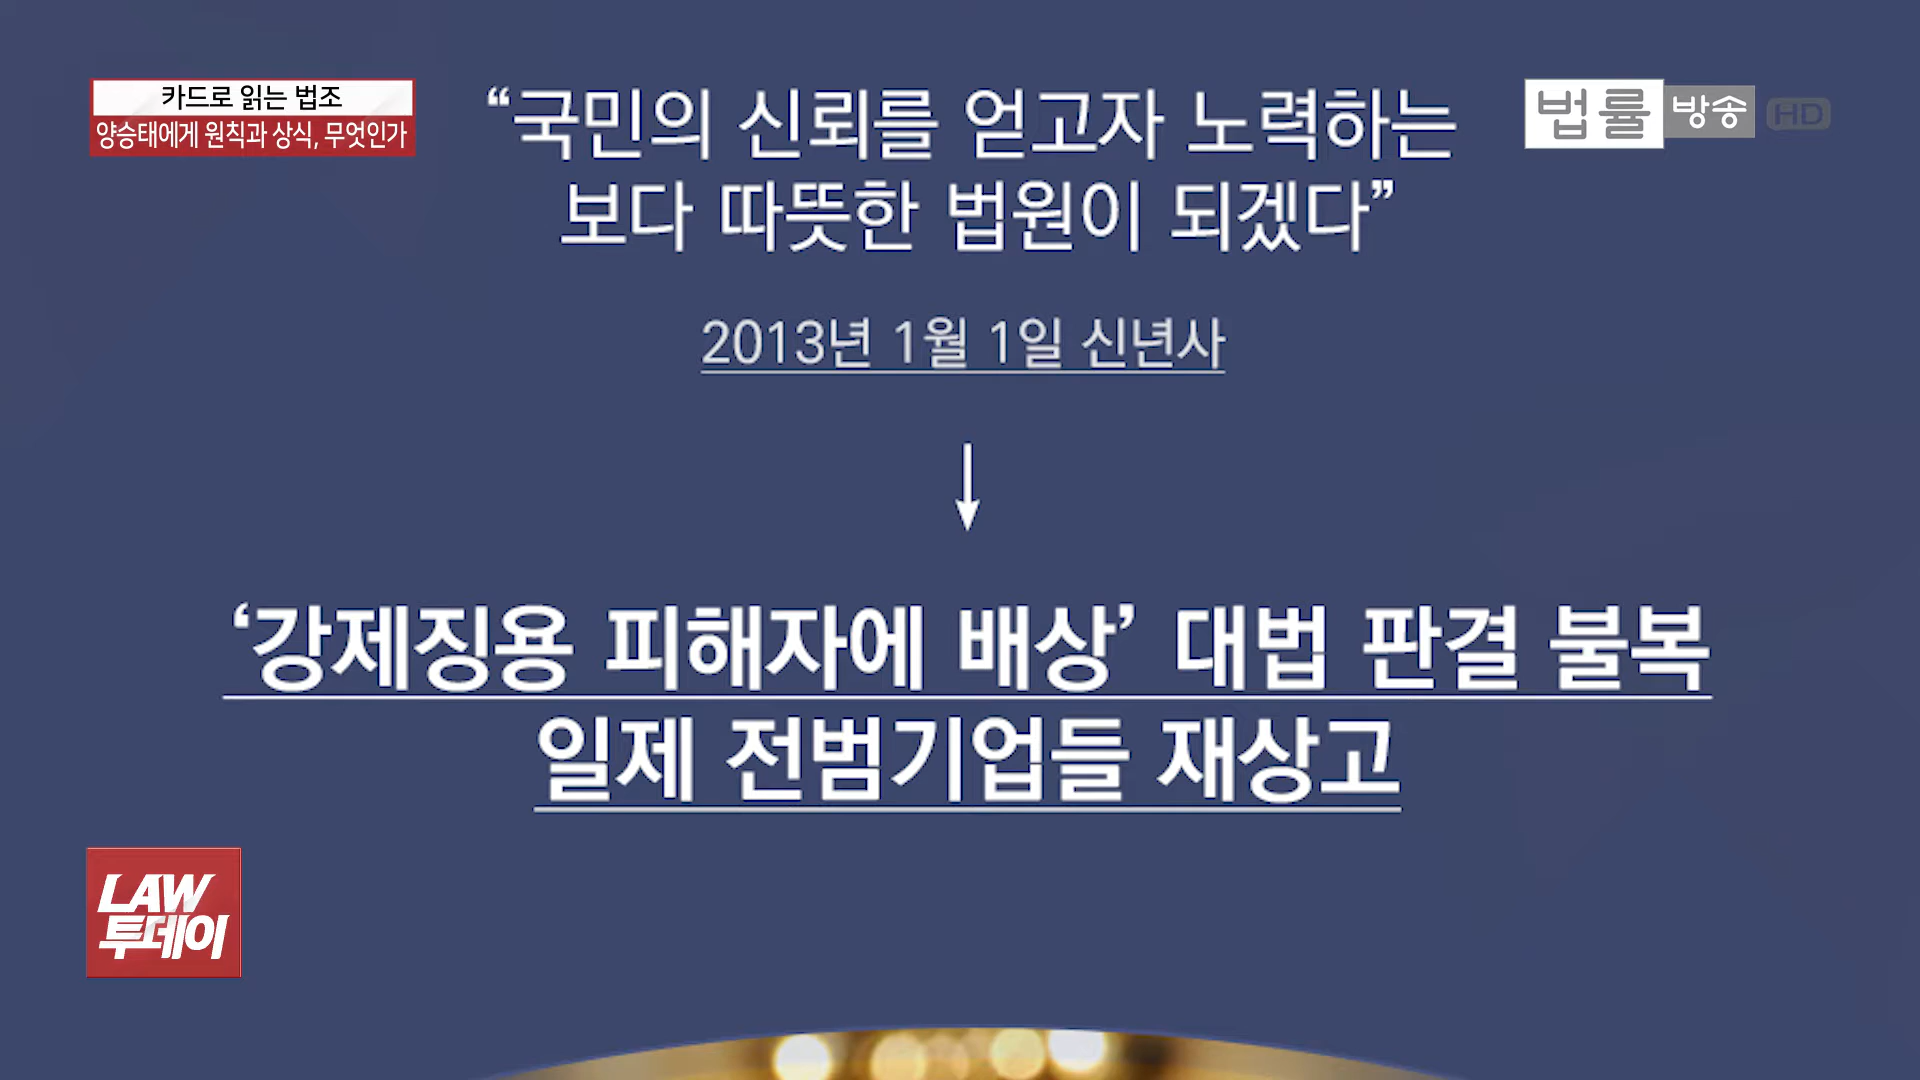 카드로 읽는 법조
양승태에게 원칙과 상식, 무엇인가
“국민의 신뢰를 얻고자 노력하는
보다 따뜻한 법원이 되겠다”
법률방송 HD
2013년 1월 1일 신년사
‘강제징용 피해자에 배상’ 대법 판결 불복
일제 전범기업들 재상고
LAW
투데이